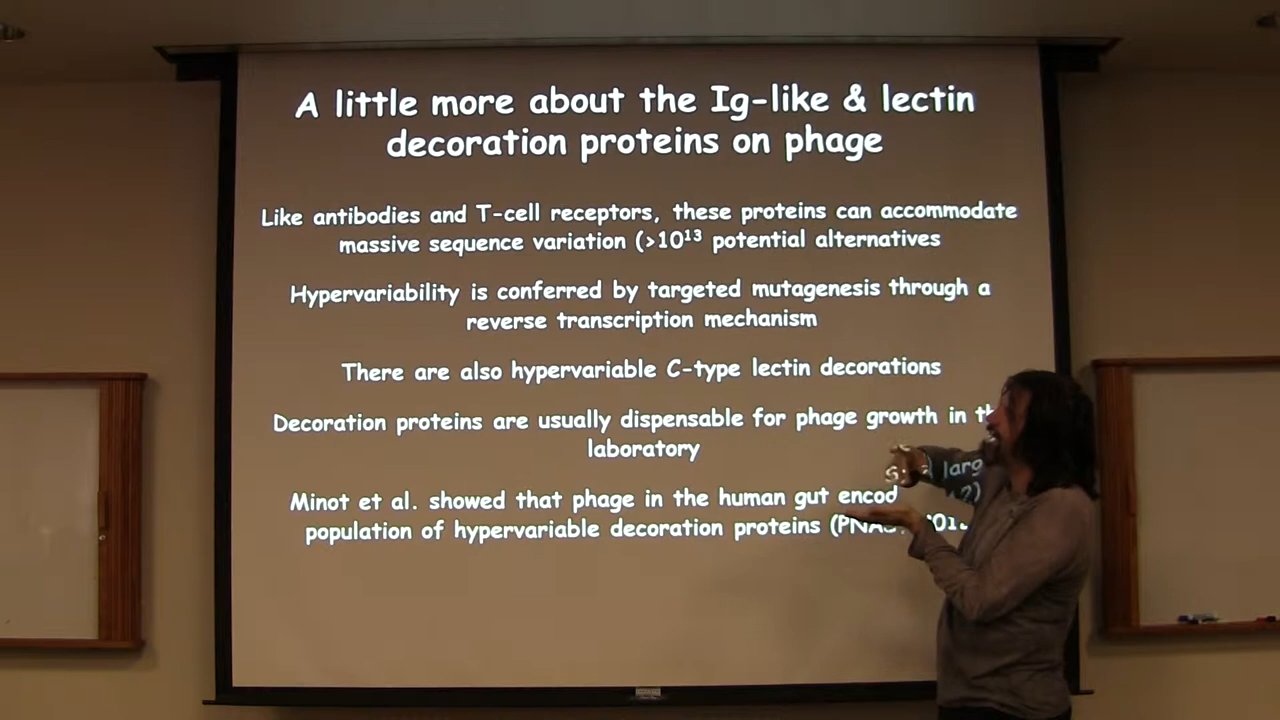 A little more about the Ig-like & lectin
decoration proteins on phage
Like antibodies and T-cell receptors, these proteins can accommodate
massive sequence variation (>10¹³ potential alternatives
Hypervariability is conferred by targeted mutagenesis through a
reverse transcription mechanism
There are also hypervariable C-type lectin decorations
Decoration proteins are usually dispensable for phage growth in
laboratory
Minot et al. showed that phage in the human gut
population of hypervariable decoration proteins